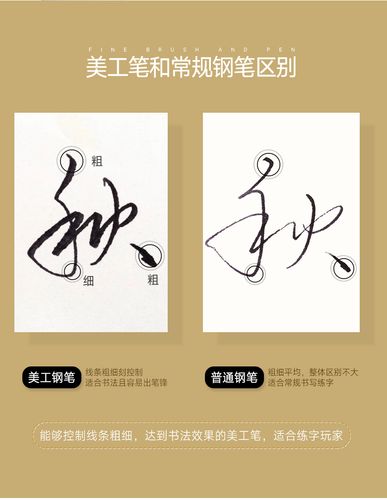 FINE BRUSH AND PEN
美工笔和常规钢笔区别
粗
细
粗
秋
秋
美工钢笔
线条粗细刻控制
适合书法且容易出笔锋
普通钢笔
粗细平均，整体区别不大
适合常规书写练字
能够控制线条粗细，达到书法效果的美工笔，适合练字玩家